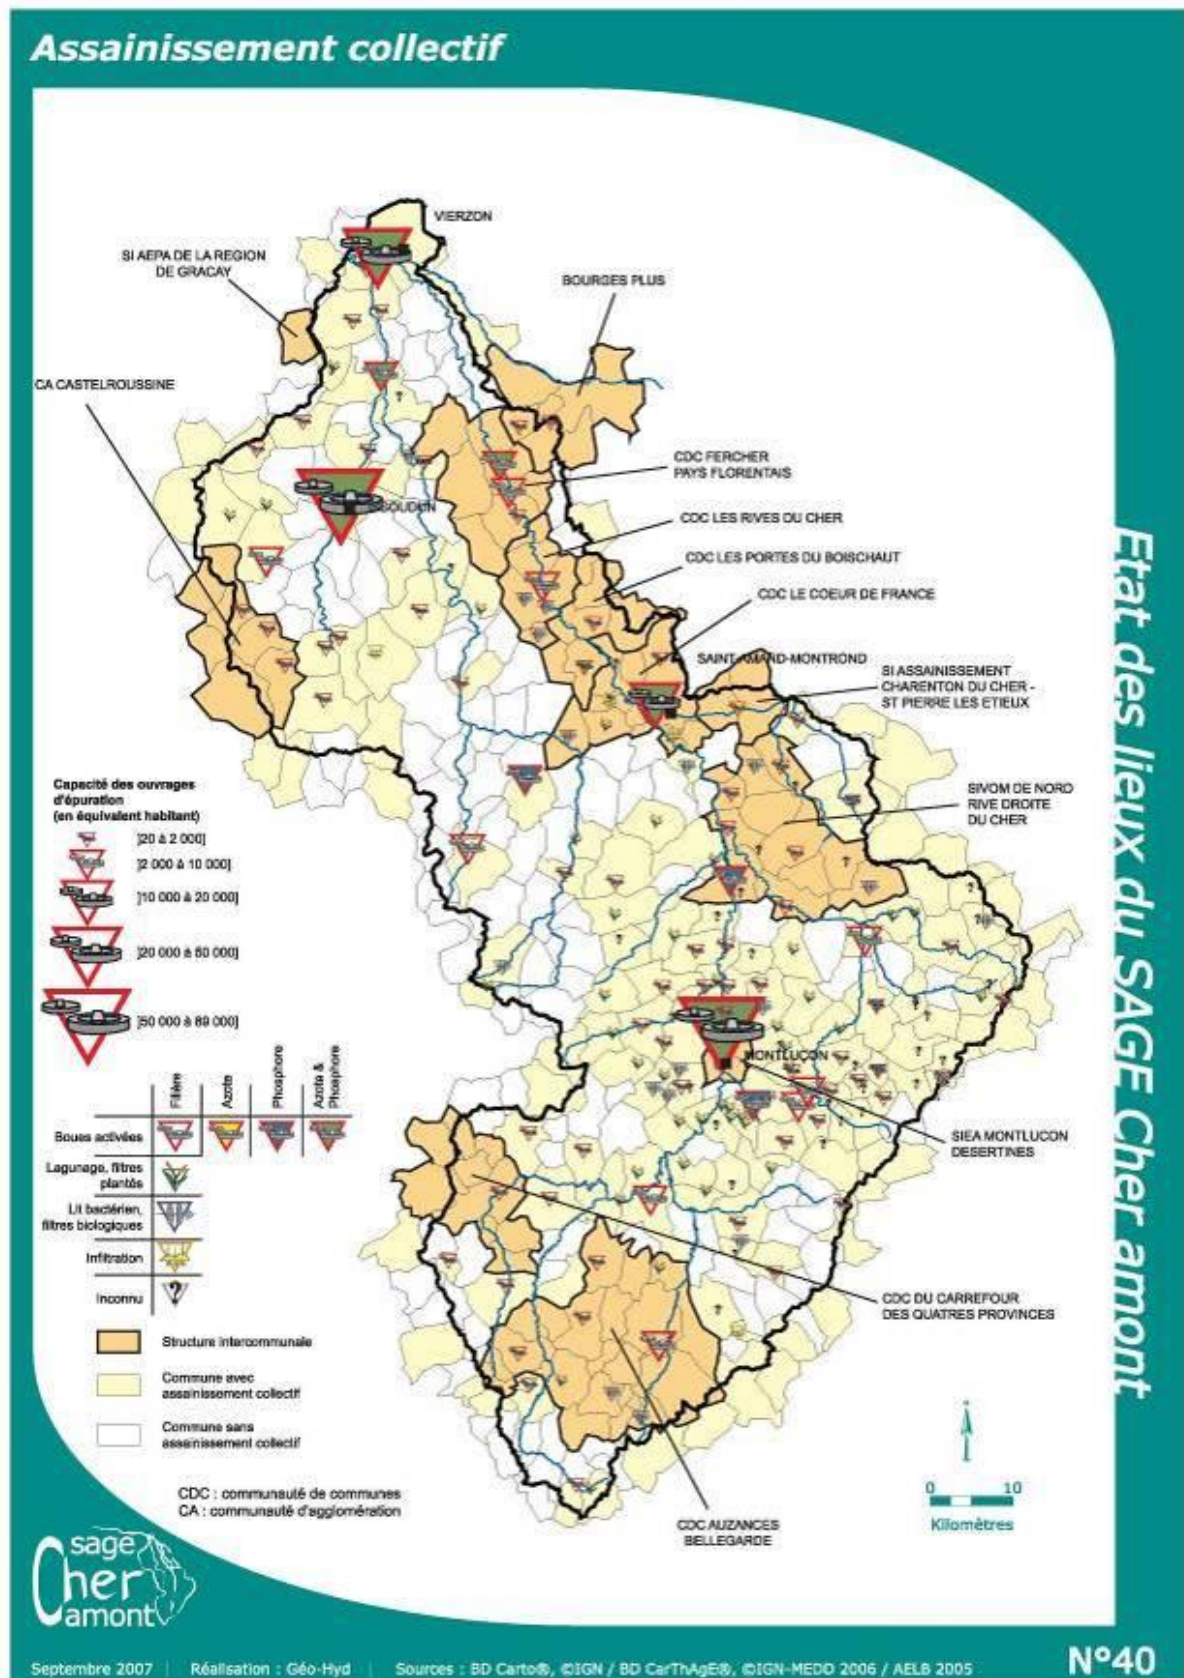 Assainissement collectif
VIERZON
SI AEPA DE LA REGION
DE GRACAY
BOURGES PLUS
CA CASTELROUSSINE
CDC FERCHER
PAYS FLORENTAIS
ISSOUDUN
CDC LES RIVES DU CHER
CDC LES PORTES DU BOISCHAUT
CDC LE COEUR DE FRANCE
SAINT-AMAND-MONTROND
SI ASSAINISSEMENT
CHARENTON DU CHER -
ST PIERRE LES ETIEUX
SIVOM DE NORD
RIVE DROITE
DU CHER
MONTLUÇON
SIEA MONTLUCON
DESERTINES
CDC DU CARREFOUR
DES QUATRES PROVINCES
CDC AUZANCES
BELLEGARDE
Capacité des ouvrages
d'épuration
(en équivalent habitant)
]20 à 2 000]
]2 000 à 10 000]
]10 000 à 20 000]
]20 000 à 50 000]
]50 000 à 89 000]
Filière
Azote
Phosphore
Azote &
Phosphore
Boues activées
Lagunage, filtres
plantés
Lit bactérien,
filtres biologiques
Infiltration
Inconnu
Structure intercommunale
Commune avec
assainissement collectif
Commune sans
assainissement collectif
CDC : communauté de communes
CA : communauté d'agglomération
0 10
Kilomètres
Etat des lieux du SAGE Cher amont
sage
Cher
amont
N°40
Septembre 2007 | Réalisation : Géo-Hyd | Sources : BD Carto®, ©IGN / BD CarThAgE®, ©IGN-MEDD 2006 / AELB 2005